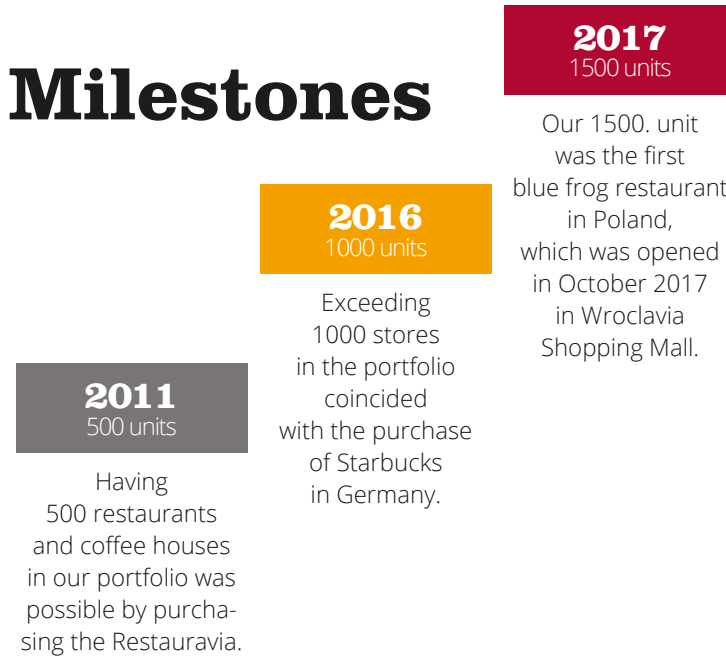 Milestones
2011
500 units
Having
500 restaurants
and coffee houses
in our portfolio was
possible by purcha-
sing the Restauravia.
2016
1000 units
Exceeding
1000 stores
in the portfolio
coincided
with the purchase
of Starbucks
in Germany.
2017
1500 units
Our 1500. unit
was the first
blue frog restaurant
in Poland,
which was opened
in October 2017
in Wroclavia
Shopping Mall.